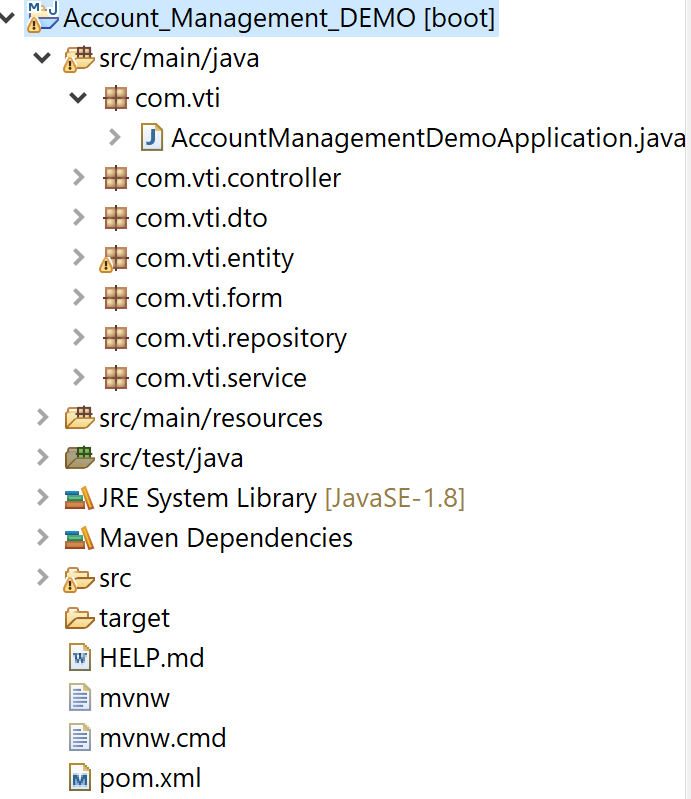 Account_Management_DEMO [boot]
src/main/java
com.vti
AccountManagementDemoApplication.java
com.vti.controller
com.vti.dto
com.vti.entity
com.vti.form
com.vti.repository
com.vti.service
src/main/resources
src/test/java
JRE System Library [JavaSE-1.8]
Maven Dependencies
src
target
HELP.md
mvnw
mvnw.cmd
pom.xml